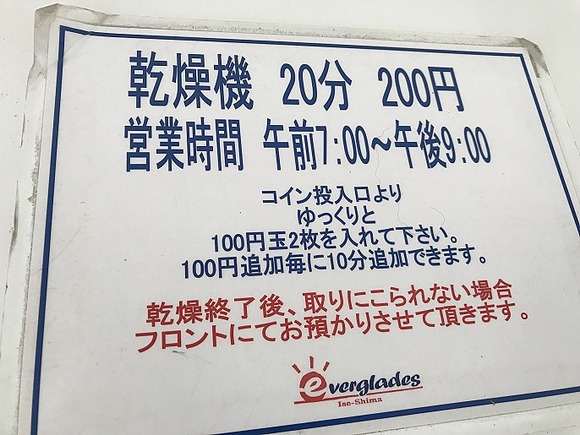 乾燥機 20分 200円
営業時間 午前7:00～午後9:00
コイン投入口より
ゆっくりと
100円玉2枚を入れて下さい。
100円追加毎に10分追加できます。
乾燥終了後、取りにこられない場合
フロントにてお預かりさせて頂きます。
everglades
Ise-Shima